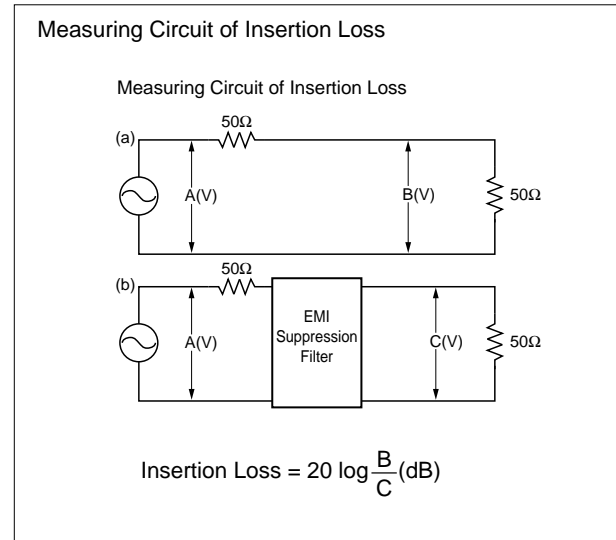 Measuring Circuit of Insertion Loss
Measuring Circuit of Insertion Loss
50Ω
(a)
A(V)
B(V)
50Ω
50Ω
(b)
A(V)
EMI
Suppression
Filter
C(V)
50Ω
Insertion Loss = 20 log B/C (dB)